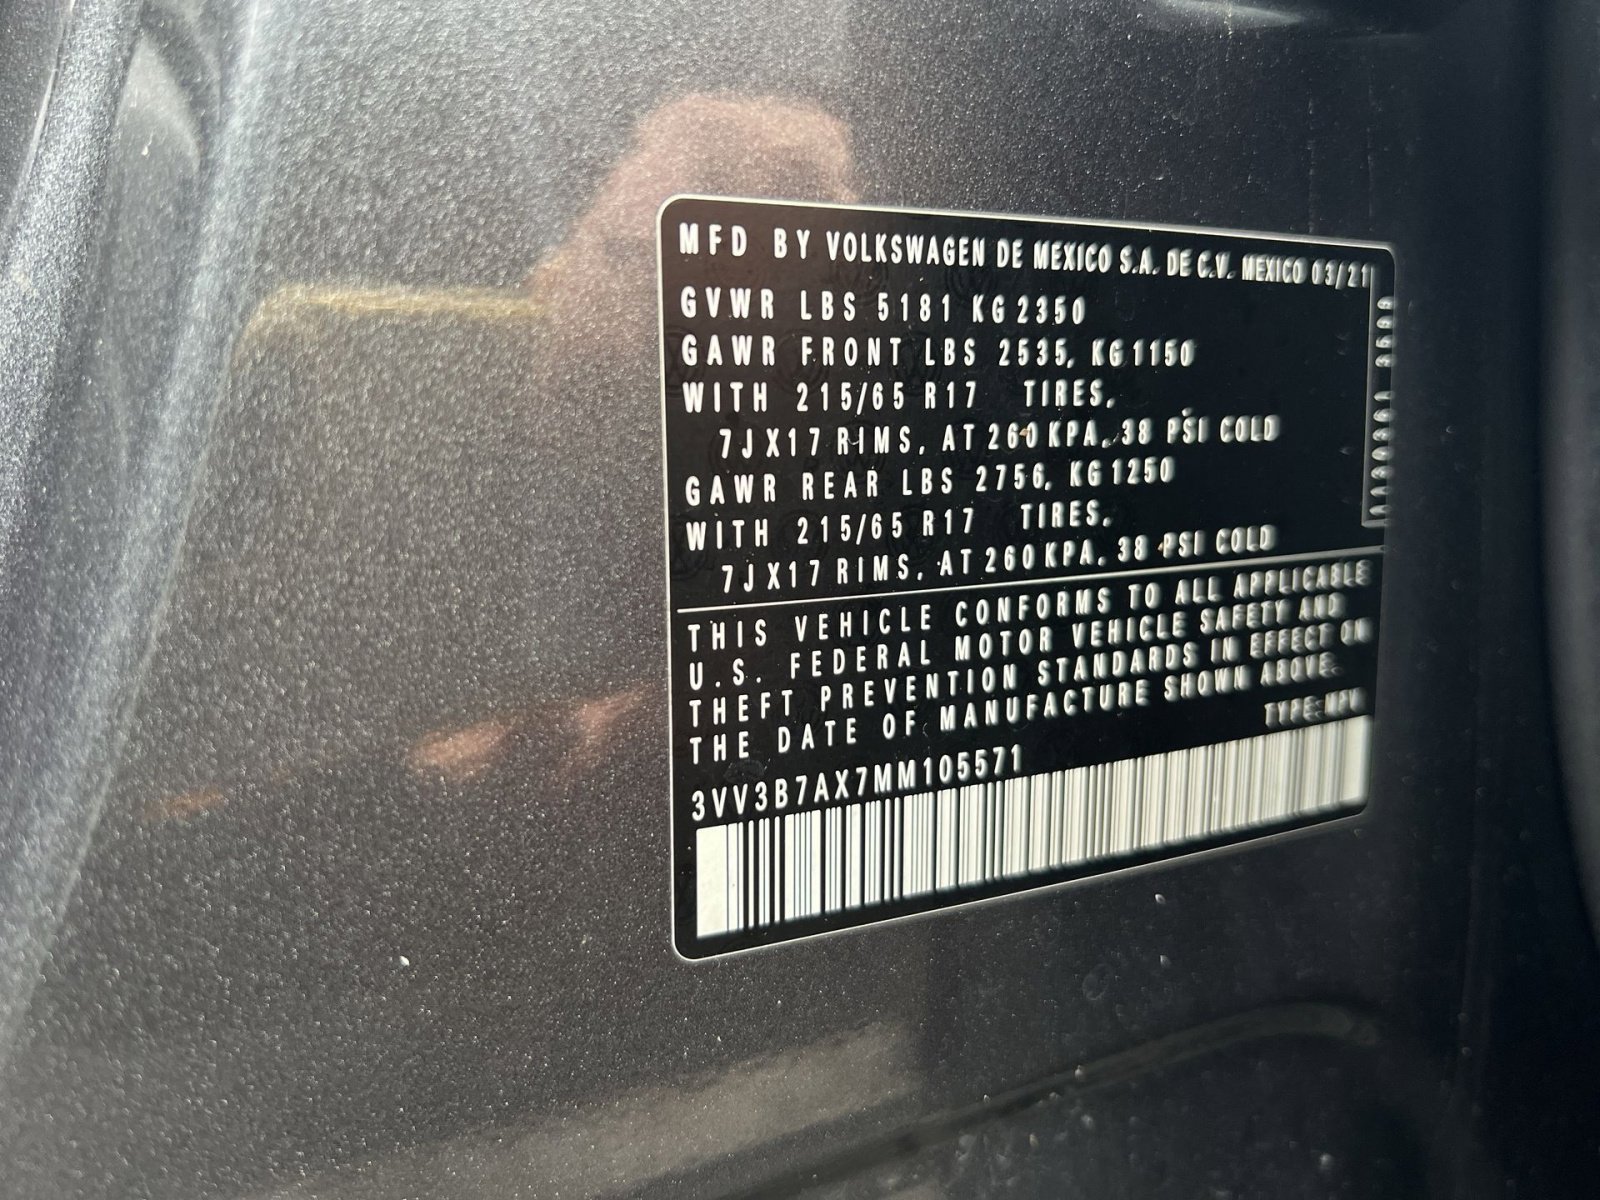 MFD BY VOLKSWAGEN DE MEXICO S.A. DE C.V. MEXICO 03/21
GVWR LBS 5181 KG 2350
GAWR FRONT LBS 2535, KG 1150
WITH 215/65 R17 TIRES,
7JX17 RIMS, AT 260 KPA, 38 PSI COLD
GAWR REAR LBS 2756, KG 1250
WITH 215/65 R17 TIRES,
7JX17 RIMS, AT 260 KPA, 38 PSI COLD
THIS VEHICLE CONFORMS TO ALL APPLICABLE
U.S. FEDERAL MOTOR VEHICLE SAFETY AND
THEFT PREVENTION STANDARDS IN EFFECT ON
THE DATE OF MANUFACTURE SHOWN ABOVE.
TYPE:MPV
3VV3B7AX7MM105571